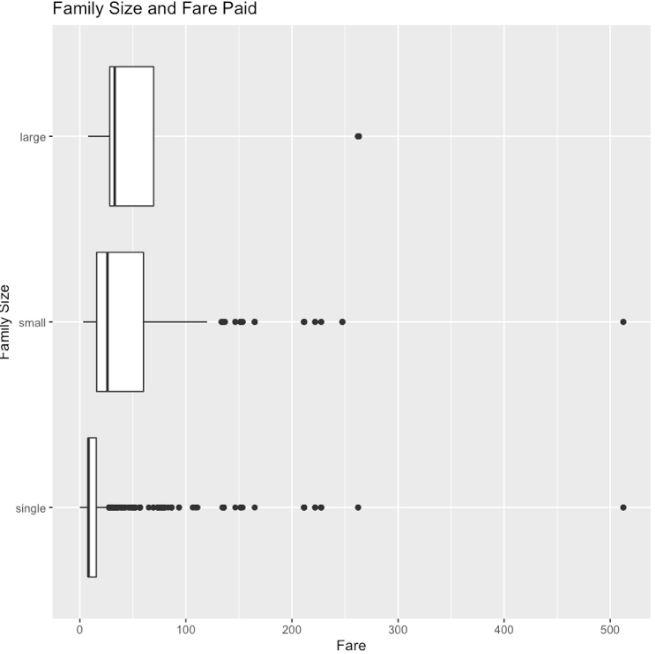 Family Size and Fare Paid
large
small
single
Family Size
0 100 200 300 400 500
Fare